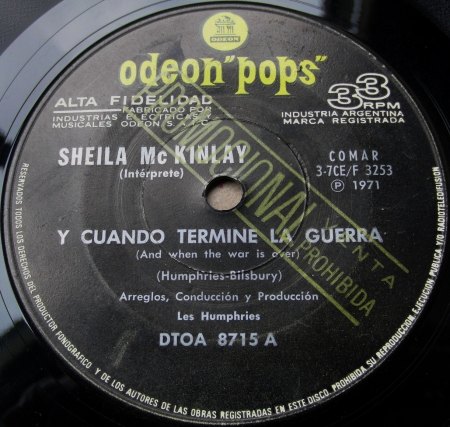 ODEON
odeon "pops"
ALTA FIDELIDAD
FABRICADO POR
INDUSTRIAS ELECTRICAS Y
MUSICALES ODEON S.A.I.C.
33
RPM
INDUSTRIA ARGENTINA
MARCA REGISTRADA
SHEILA Mc KINLAY
(Intérprete)
COMAR
3-7CE/F 3253
Ⓟ 1971
PROMOCIONAL
VENTA
PROHIBIDA
Y CUANDO TERMINE LA GUERRA
(And when the war is over)
(Humphries-Bilsbury)
Arreglos, Conducción y Producción
Les Humphries
DTOA 8715 A
RESERVADOS TODOS LOS DERECHOS DEL PRODUCTOR FONOGRAFICO Y DE LOS AUTORES DE LAS OBRAS REGISTRADAS EN ESTE DISCO. PROHIBIDA SU REPRODUCCION, EJECUCION PUBLICA Y/O RADIOTELEDIFUSION